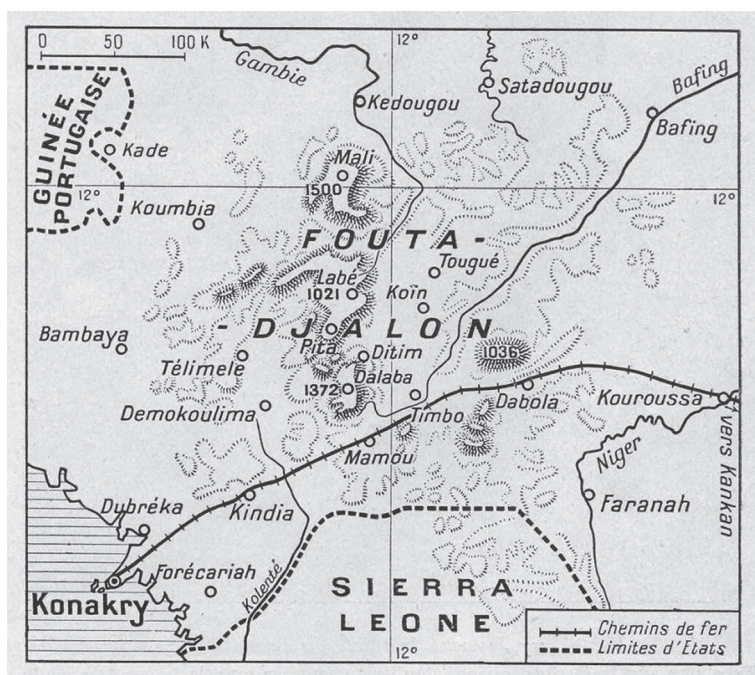 0 50 100 K
12°
Gambie
Bafing
Satadougou
Kedougou
Bafing
GUINÉE
PORTUGAISE
Kade
Mali
1500
12°
12°
Koumbia
FOUTA-
Tougué
Labé
1021
Koïn
-DJALON
Bambaya
Pita
Ditim
1036
Télimele
1372
Dalaba
Demokoulima
Timbo
Dabola
Kouroussa
vers Kankan
Mamou
Niger
Kindia
Faranah
Dubréka
Forécariah
Kolenté
Konakry
SIERRA
LEONE
Chemins de fer
Limites d'États
12°